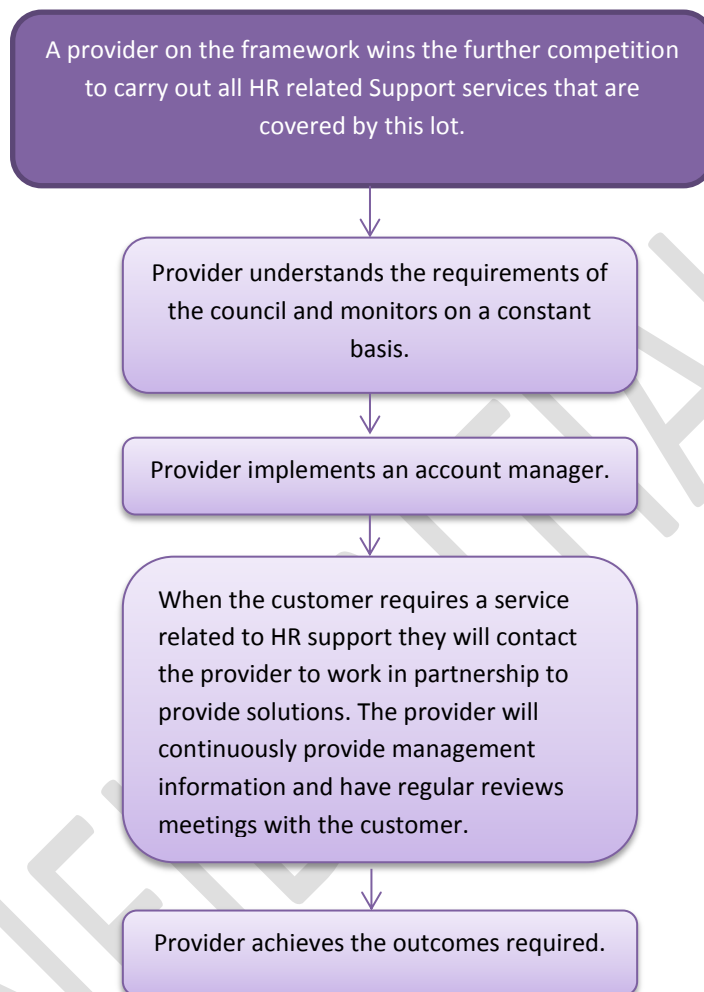 A provider on the framework wins the further competition
to carry out all HR related Support services that are
covered by this lot.
Provider understands the requirements of
the council and monitors on a constant
basis.
Provider implements an account manager.
When the customer requires a service
related to HR support they will contact
the provider to work in partnership to
provide solutions. The provider will
continuously provide management
information and have regular reviews
meetings with the customer.
Provider achieves the outcomes required.